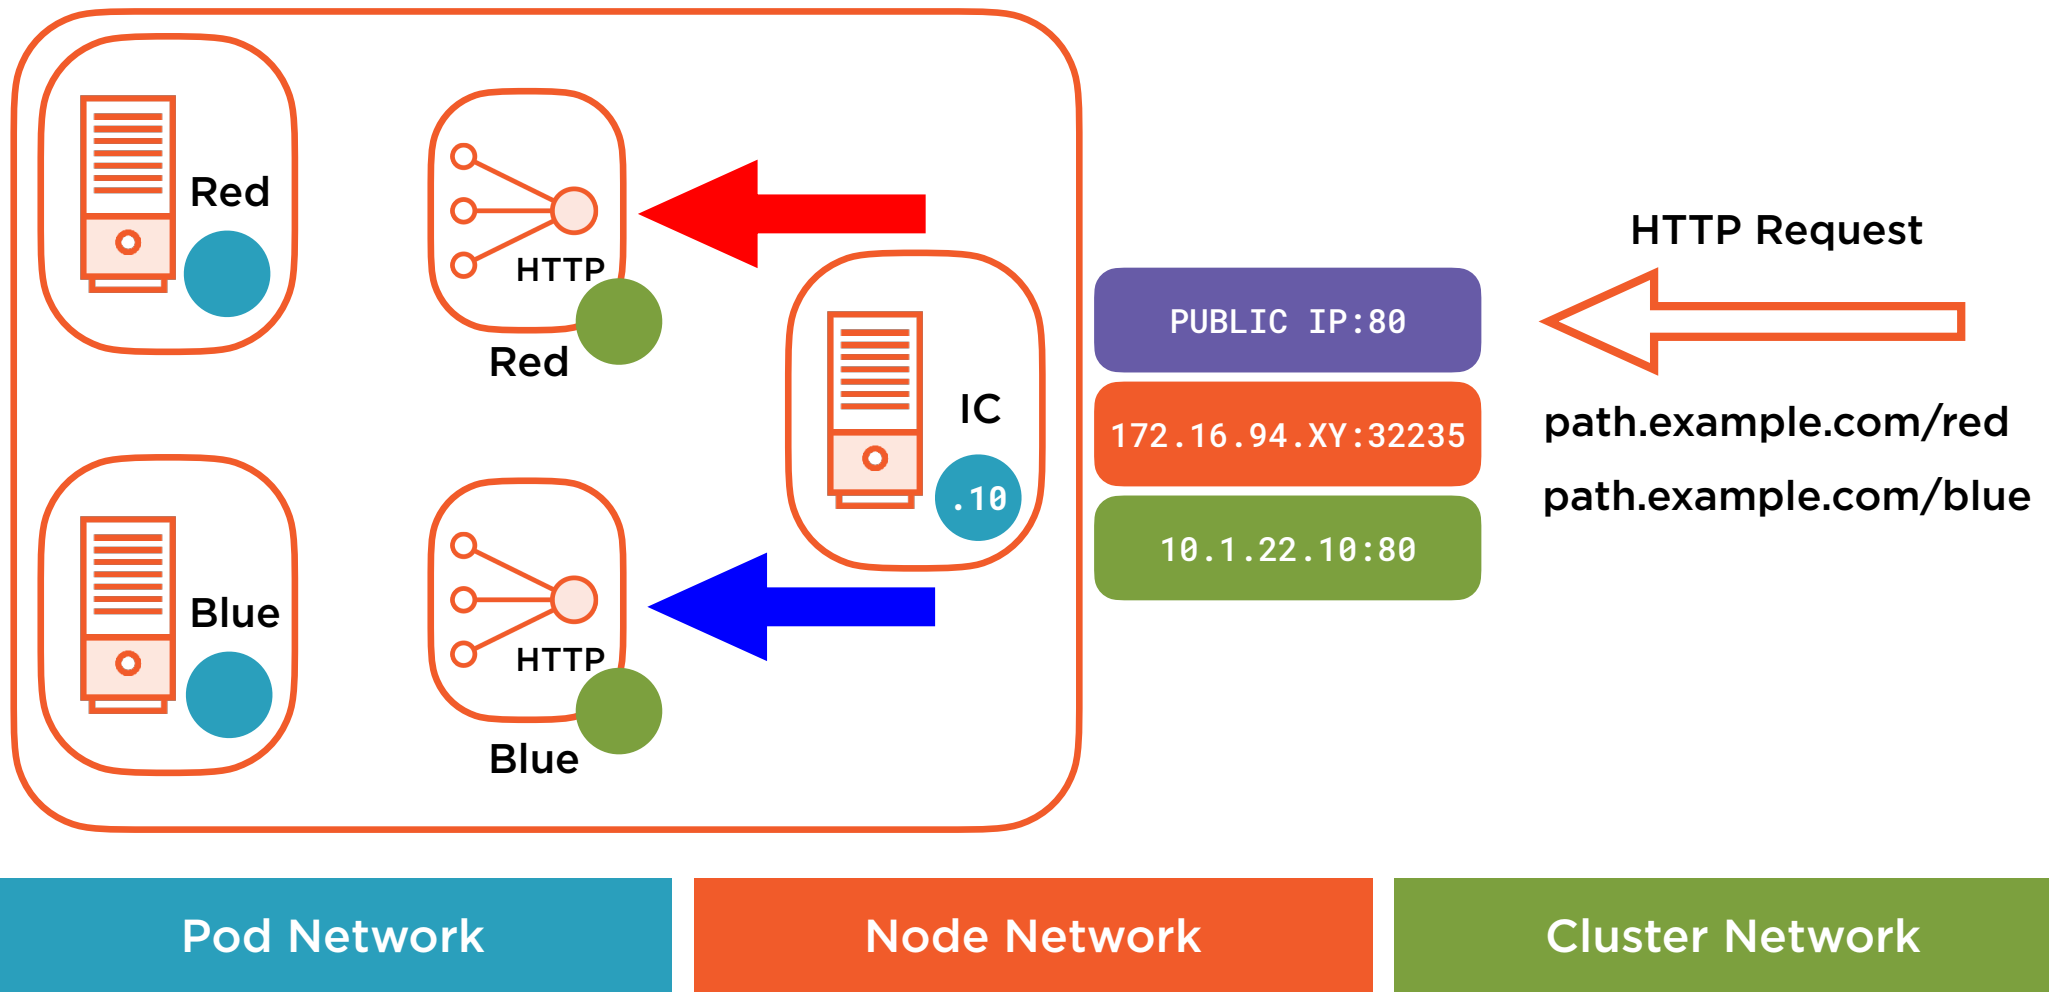 Red
HTTP
Red
HTTP Request
PUBLIC IP:80
IC
172.16.94.XY:32235
path.example.com/red
.10
path.example.com/blue
10.1.22.10:80
Blue
HTTP
Blue
Pod Network
Node Network
Cluster Network